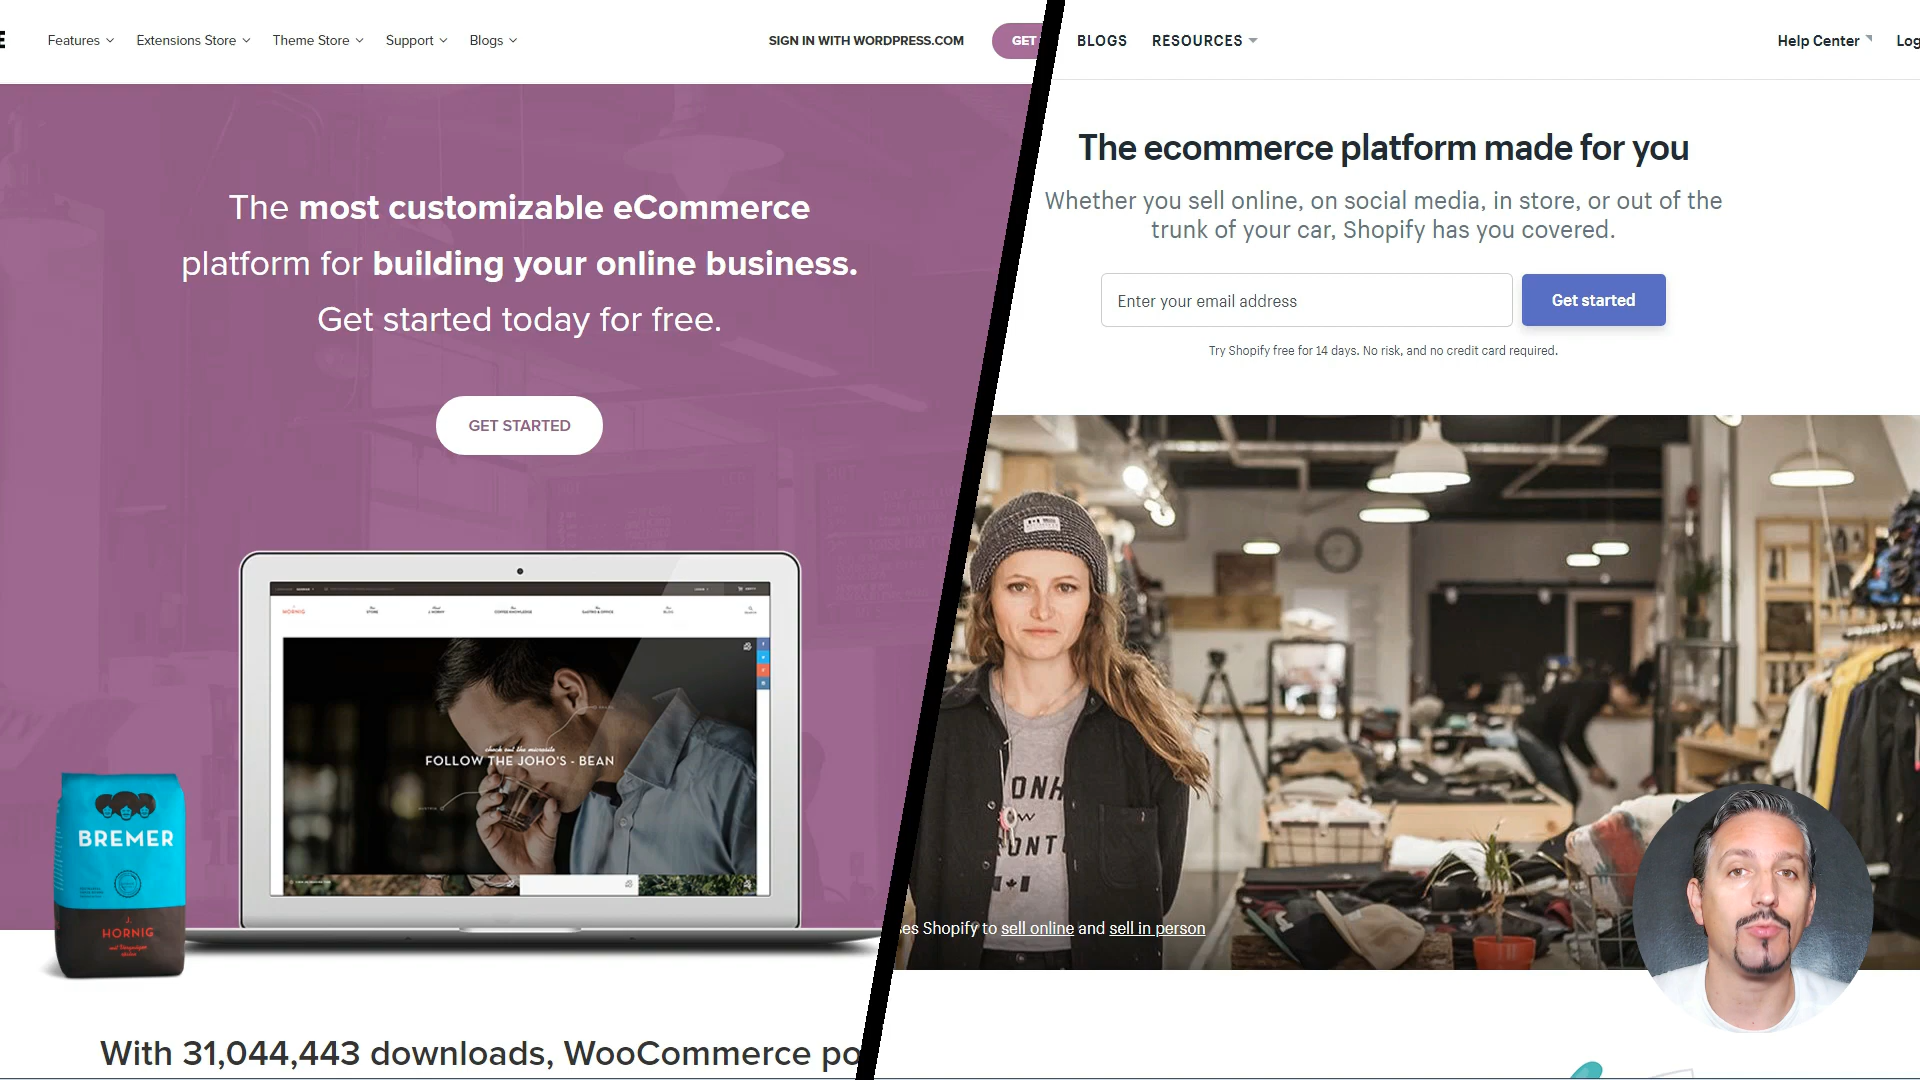 E
Features
Extensions Store
Theme Store
Support
Blogs
SIGN IN WITH WORDPRESS.COM
GET
The most customizable eCommerce
platform for building your online business.
Get started today for free.
GET STARTED
HORNIG
check out the microsite
FOLLOW THE JOHO'S - BEAN
BREMER
J.
HORNIG
With 31,044,443 downloads, WooCommerce po
BLOGS
RESOURCES
Help Center
Log
The ecommerce platform made for you
Whether you sell online, on social media, in store, or out of the
trunk of your car, Shopify has you covered.
Enter your email address
Get started
Try Shopify free for 14 days. No risk, and no credit card required.
es Shopify to sell online and sell in person